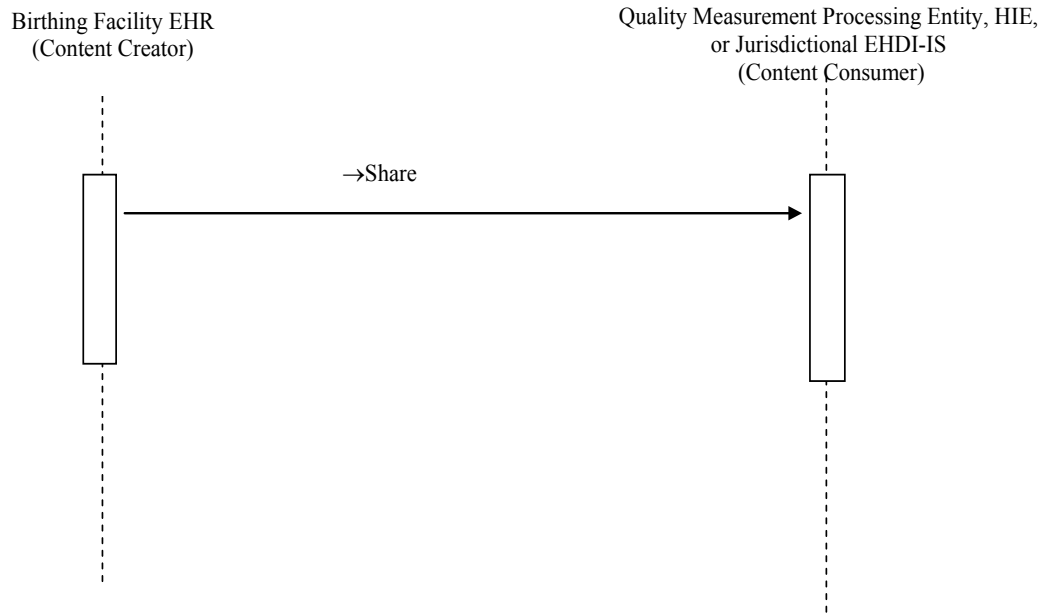 Birthing Facility EHR
(Content Creator)
Quality Measurement Processing Entity, HIE,
or Jurisdictional EHDI-IS
(Content Consumer)
→Share